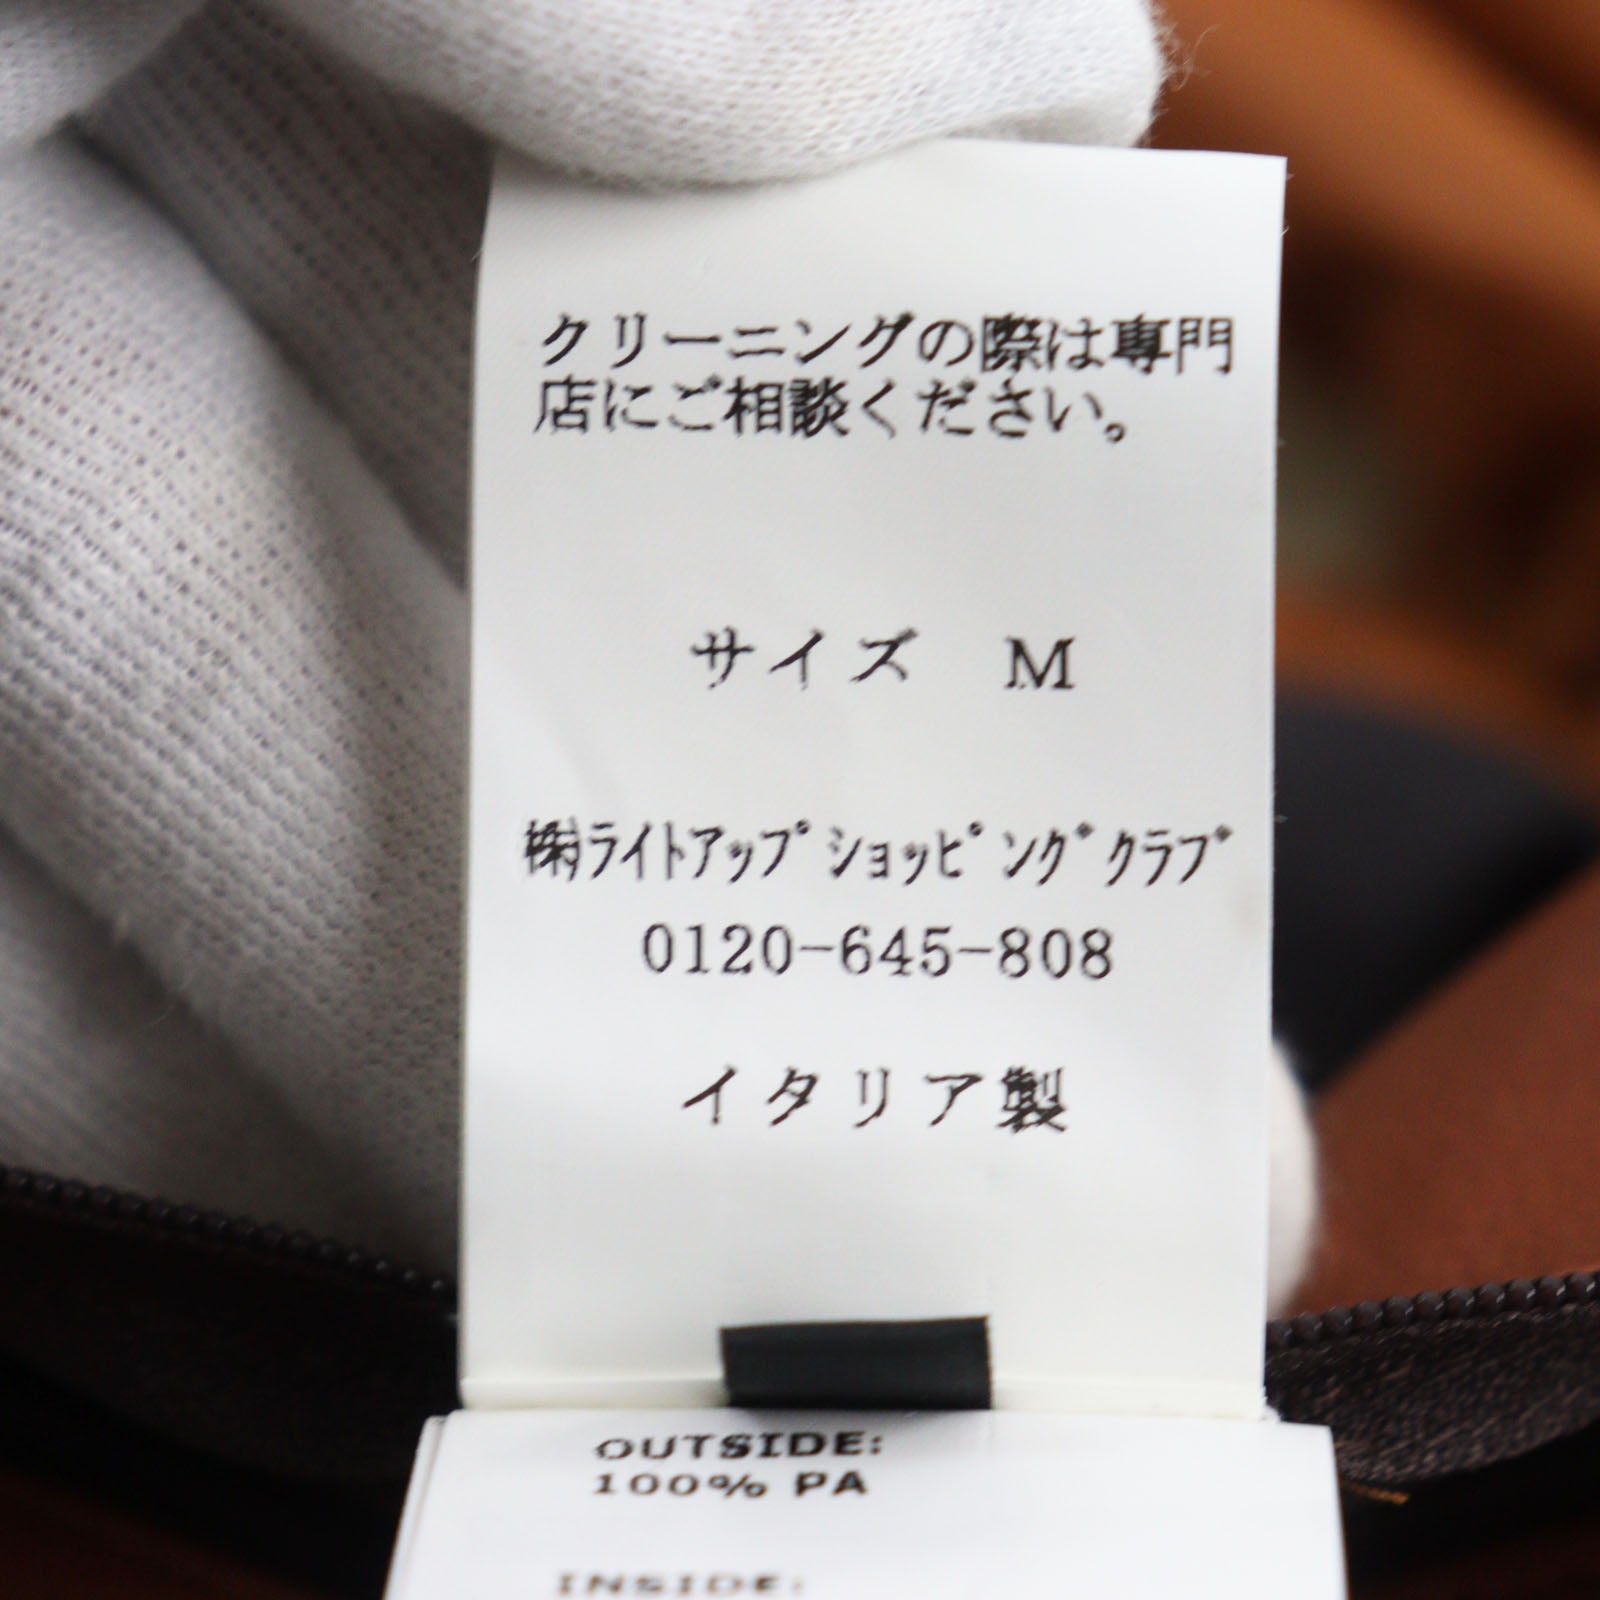 クリーニングの際は専門
店にご相談ください。
サイズ M
㈱ﾗｲﾄｱｯﾌﾟｼｮｯﾋﾟﾝｸﾞｸﾗﾌﾞ
0120-645-808
イタリア製
OUTSIDE:
100% PA
INSIDE: